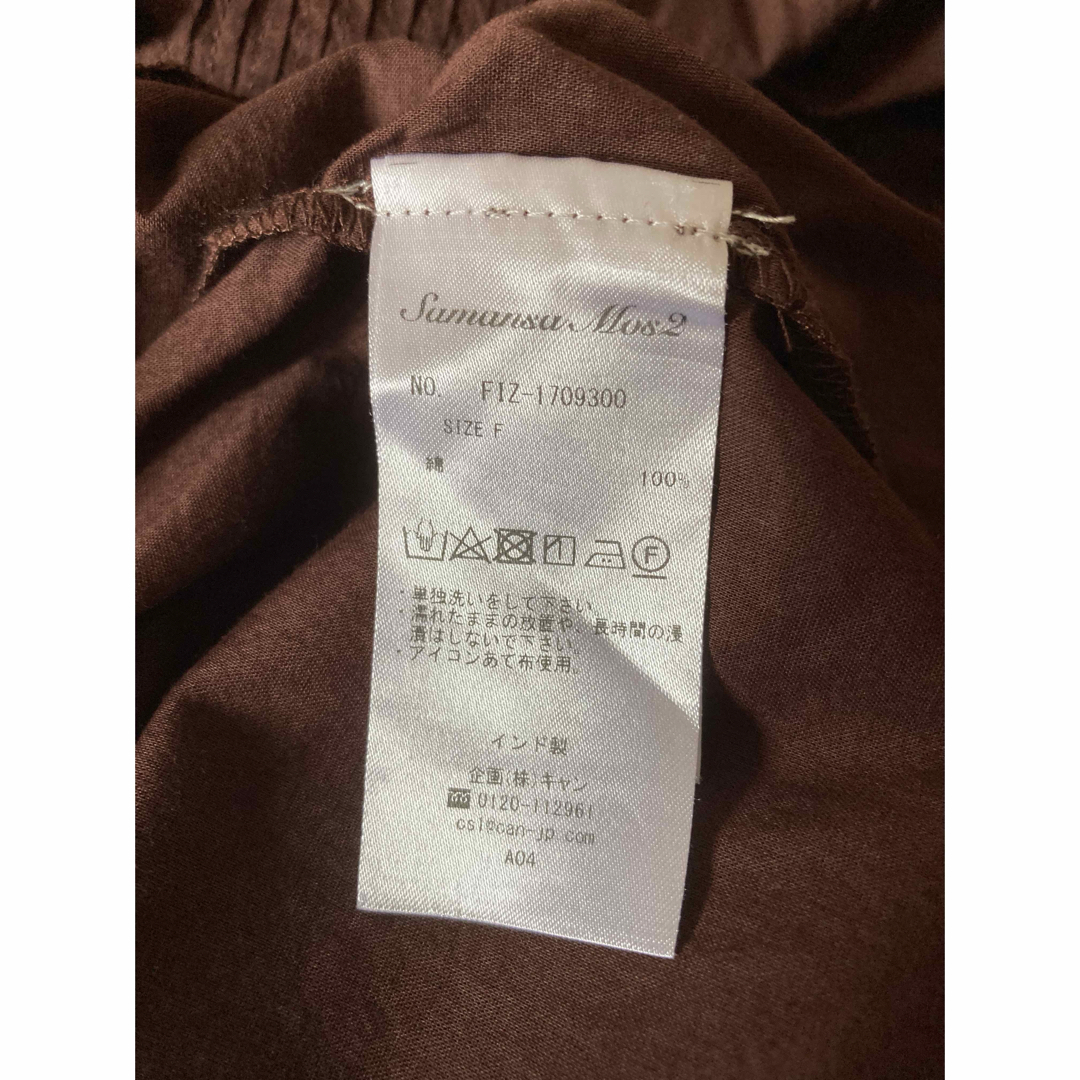 Samansa Mos2
NO. FIZ-1709300
SIZE F
綿 100%
F
・単独洗いをして下さい。
・濡れたままの放置や、長時間の浸
漬はしないで下さい。
・アイコンあて布使用。
インド製
企画(株)キャン
0120-112961
csl@can-jp.com
A04